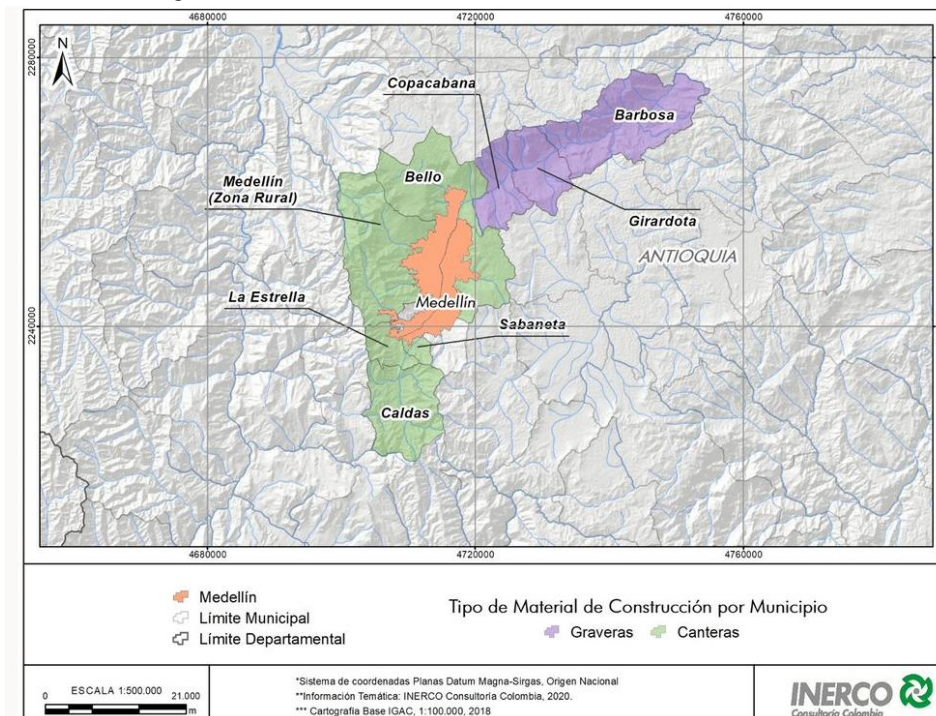 4680000
4720000
4760000
2280000
N
Copacabana
Barbosa
Bello
Medellín
(Zona Rural)
Girardota
ANTIOQUIA
La Estrella
Medellín
Sabaneta
2240000
Caldas
4680000
4720000
4760000
Medellín
Límite Municipal
Límite Departamental
Tipo de Material de Construcción por Municipio
Graveras
Canteras
0 ESCALA 1:500.000 21.000
m
*Sistema de coordenadas Planas Datum Magna-Sirgas, Origen Nacional
**Información Temática: INERCO Consultoría Colombia, 2020.
*** Cartografía Base IGAC, 1:100.000, 2018
INERCO
Consultoría Colombia